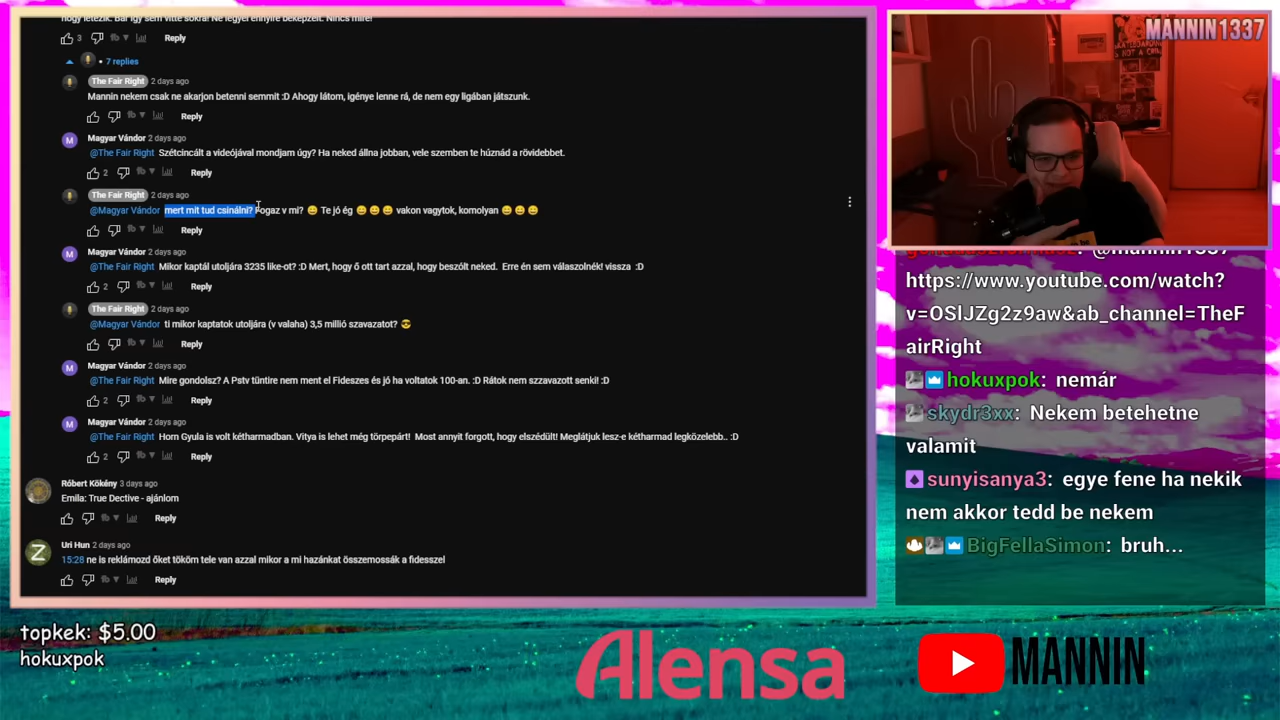 hogy létezik. Bár így sem vitte sokra! Ne legyél ennyire beképzelt. Nincs mire!
3 Reply
7 replies
The Fair Right 2 days ago
Mannin nekem csak ne akarjon betenni semmit :D Ahogy látom, igénye lenne rá, de nem egy ligában játszunk.
Reply
Magyar Vándor 2 days ago
@The Fair Right Szétcincált a videójával mondjam úgy? Ha neked állna jobban, vele szemben te húznád a rövidebbet.
2 Reply
The Fair Right 2 days ago
@Magyar Vándor mert mit tud csinálni? Fogaz v mi? 😄 Te jó ég 😄 😄 😄 vakon vagytok, komolyan 😄 😄 😄
Reply
Magyar Vándor 2 days ago
@The Fair Right Mikor kaptál utoljára 3235 like-ot? :D Mert, hogy ő ott tart azzal, hogy beszólt neked. Erre én sem válaszolnék! vissza :D
2 Reply
The Fair Right 2 days ago
@Magyar Vándor ti mikor kaptatok utoljára (v valaha) 3,5 millió szavazatot? 😎
Reply
Magyar Vándor 2 days ago
@The Fair Right Mire gondolsz? A Pstv tüntire nem ment el Fideszes és jó ha voltatok 100-an. :D Rátok nem szzavazott senki! :D
2 Reply
Magyar Vándor 2 days ago
@The Fair Right Horn Gyula is volt kétharmadban. Vitya is lehet még törpepárt! Most annyit forgott, hogy elszédült! Meglátjuk lesz-e kétharmad legközelebb.. :D
2 Reply
Róbert Kökény 3 days ago
Emila: True Dective - ajánlom
Reply
Uri Hun 2 days ago
15:28 ne is reklámozd őket tököm tele van azzal mikor a mi hazánkat összemossák a fidesszel
Reply
MANNIN1337
@mannin1337
https://www.youtube.com/watch?
v=OSlJZg2z9aw&ab_channel=TheF
airRight
hokuxpok: nemár
skydr3xx: Nekem betehetne
valamit
sunyisanya3: egye fene ha nekik
nem akkor tedd be nekem
BigFellaSimon: bruh...
topkek: $5.00
hokuxpok
Alensa
MANNIN